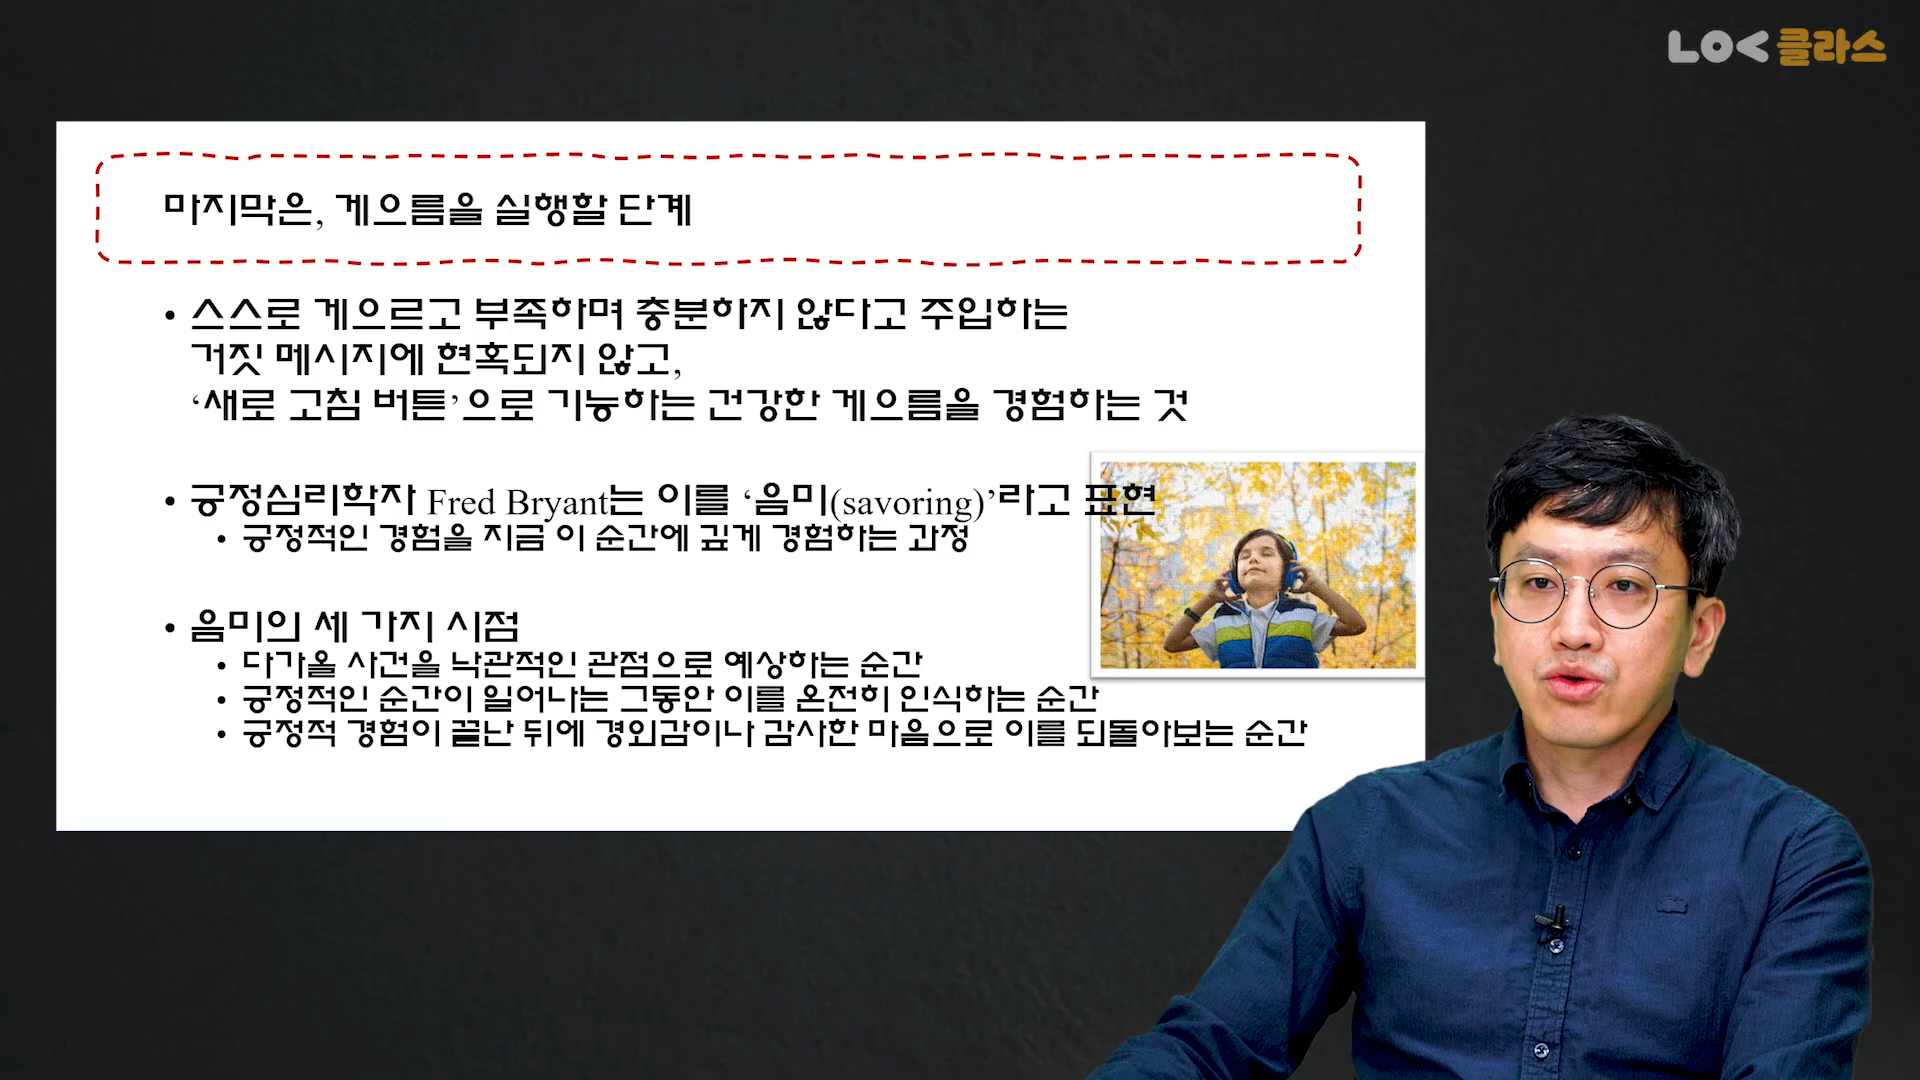 LOC 클라스
마지막은, 게으름을 실행할 단계
• 스스로 게으르고 부족하며 충분하지 않다고 주입하는
거짓 메시지에 현혹되지 않고,
‘새로 고침 버튼’으로 기능하는 건강한 게으름을 경험하는 것
• 긍정심리학자 Fred Bryant는 이를 ‘음미(savoring)’라고 표현
• 긍정적인 경험을 지금 이 순간에 깊게 경험하는 과정
• 음미의 세 가지 시점
• 다가올 사건을 낙관적인 관점으로 예상하는 순간
• 긍정적인 순간이 일어나는 그동안 이를 온전히 인식하는 순간
• 긍정적 경험이 끝난 뒤에 경외감이나 감사한 마음으로 이를 되돌아보는 순간